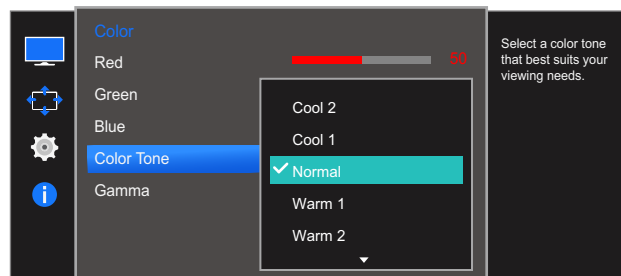 Color
Red
50
Green
Blue
Color Tone
Gamma
Cool 2
Cool 1
Normal
Warm 1
Warm 2
Select a color tone
that best suits your
viewing needs.